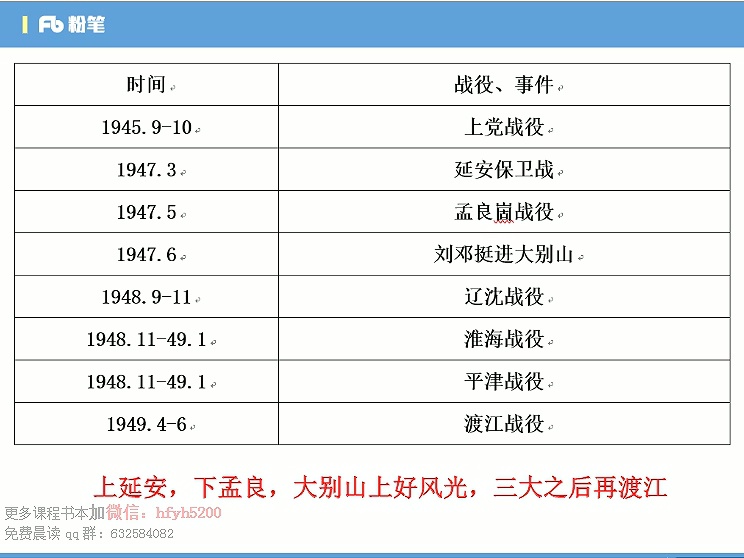 Fb 粉笔
时间 战役、事件
1945.9-10 上党战役
1947.3 延安保卫战
1947.5 孟良崮战役
1947.6 刘邓挺进大别山
1948.9-11 辽沈战役
1948.11-49.1 淮海战役
1948.11-49.1 平津战役
1949.4-6 渡江战役
上延安，下孟良，大别山上好风光，三大之后再渡江
更多课程书本加微信：hfyh5200
免费晨读qq群：632584082